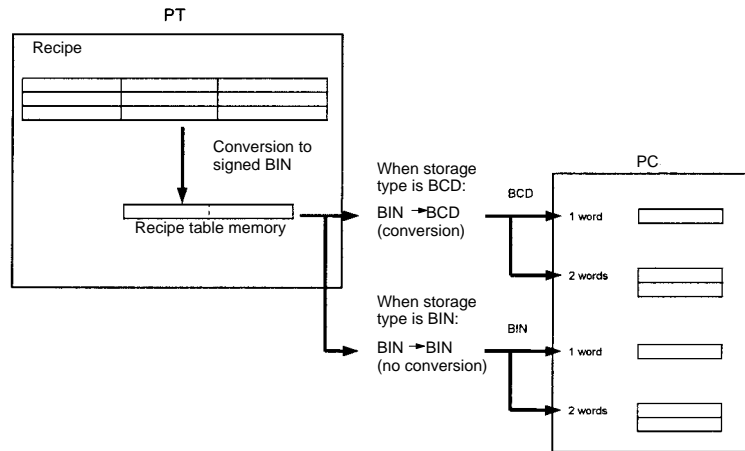 PT
Recipe
Conversion to
signed BIN
Recipe table memory
When storage
type is BCD:
BIN → BCD
(conversion)
BCD
When storage
type is BIN:
BIN → BIN
(no conversion)
BIN
PC
1 word
2 words
1 word
2 words